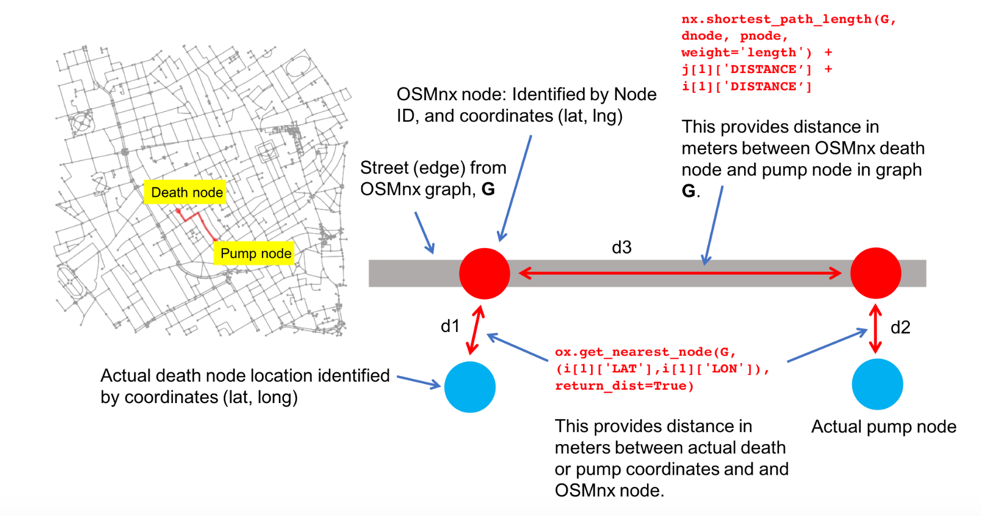 nx.shortest_path_length(G,
dnode, pnode,
weight='length') +
j[1]['DISTANCE’] +
i[1]['DISTANCE’]
OSMnx node: Identified by Node
ID, and coordinates (lat, lng)
This provides distance in
meters between OSMnx death
node and pump node in graph
G.
Street (edge) from
OSMnx graph, G
Death node
Pump node
d3
d1
d2
ox.get_nearest_node(G,
(i[1]['LAT'],i[1]['LON']),
return_dist=True)
Actual death node location identified
by coordinates (lat, long)
This provides distance in
meters between actual death
or pump coordinates and and
OSMnx node.
Actual pump node